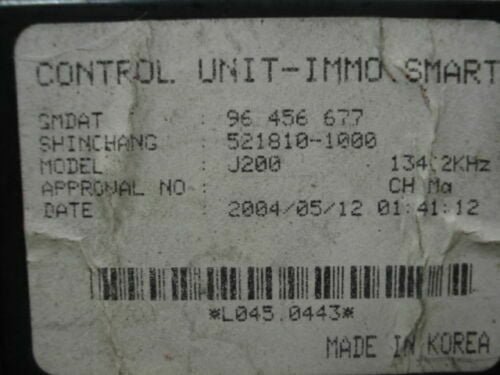 CONTROL UNIT-IMMO. SMART
GMDAT : 96 456 677
SHINCHANG : 521810-1000
MODEL : J200 134.2KHz
APPROVAL NO : CH Ma
DATE : 2004/05/12 01:41:12
*L045.0443*
MADE IN KOREA